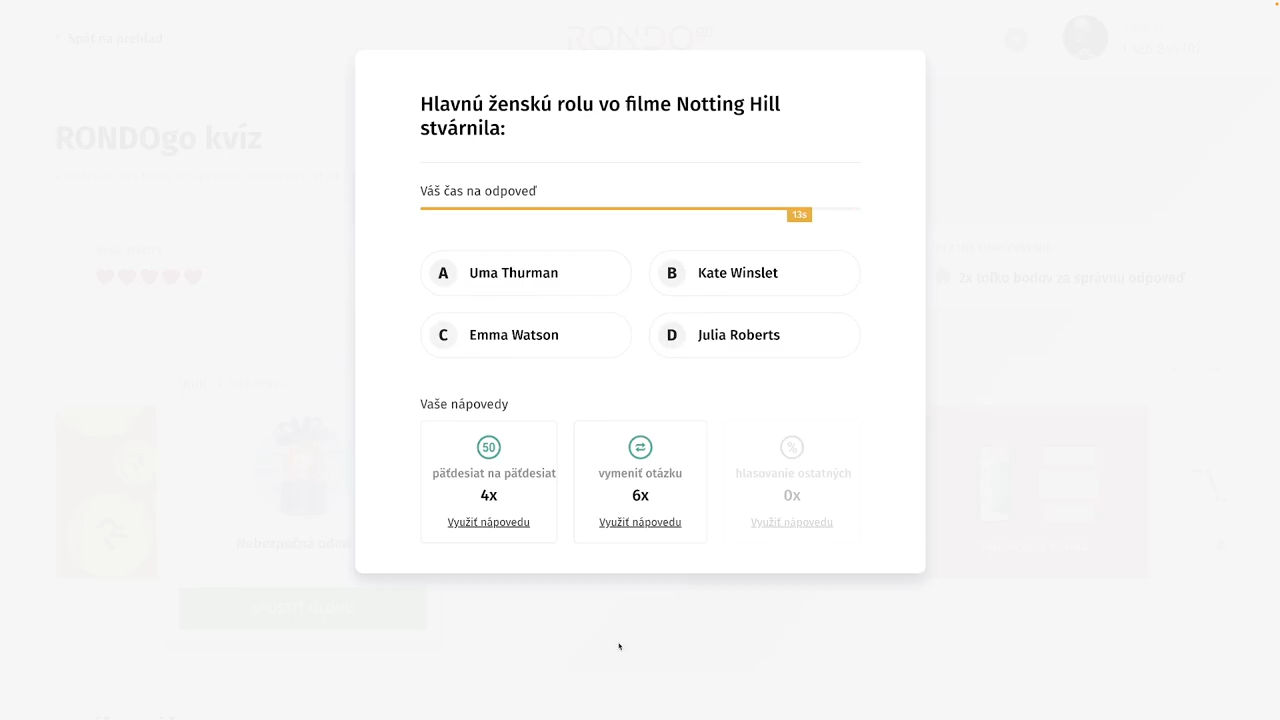 Späť na prehľad
RONDO go
RONDOgo kvíz
Hlavnú ženskú rolu vo filme Notting Hill
stvárnila:
Váš čas na odpoveď
13s
A Uma Thurman
B Kate Winslet
C Emma Watson
D Julia Roberts
2x toľko bodov za správnu odpoveď
Vaše nápovedy
50
%
päťdesiat na päťdesiat
vymeniť otázku
hlasovanie ostatných
4x
6x
0x
Využiť nápovedu
Využiť nápovedu
Využiť nápovedu